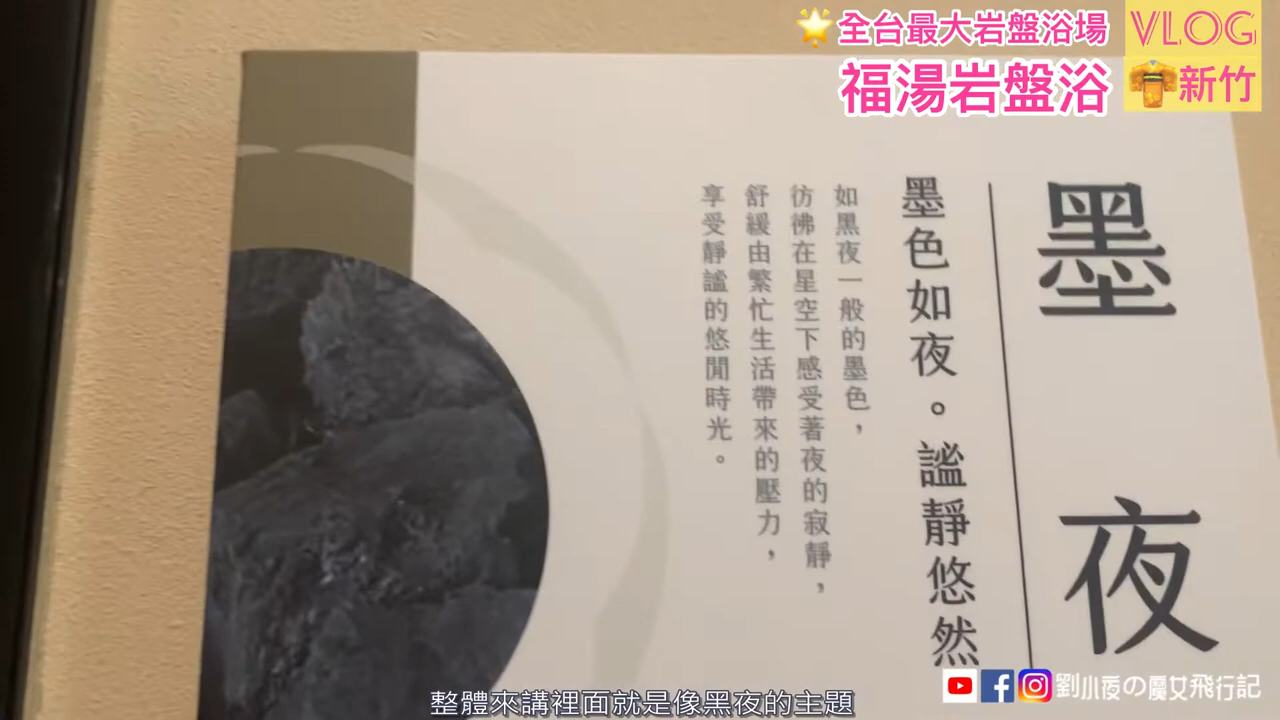 全台最大岩盤浴場
VLOG
福湯岩盤浴
新竹
墨夜
墨色如夜。謐靜悠然
如黑夜一般的墨色，
彷彿在星空下感受著夜的寂靜，
舒緩由繁忙生活帶來的壓力，
享受靜謐的悠閒時光。
劉小夜の魔女飛行記
整體來講裡面就是像黑夜的主題